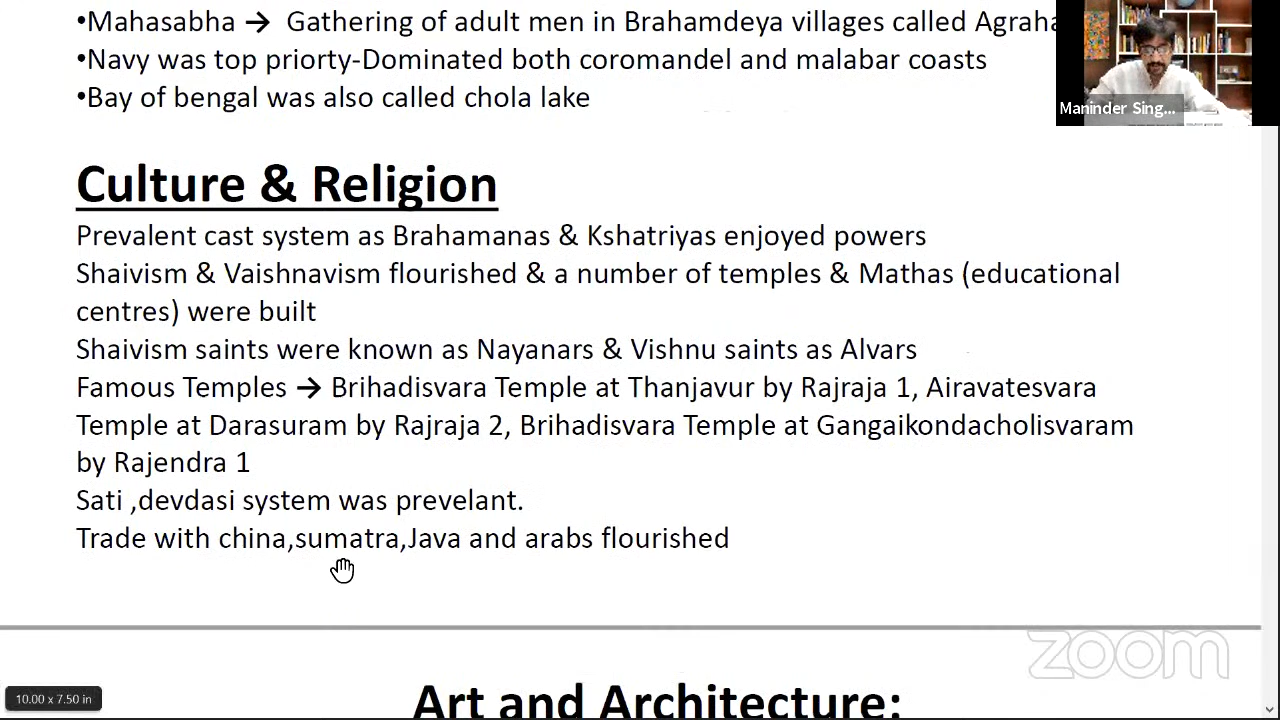 •Mahasabha → Gathering of adult men in Brahamdeya villages called
•Navy was top priorty-Dominated both coromandel and malabar coasts
•Bay of bengal was also called chola lake
Maninder Sing...
Culture & Religion
Prevalent cast system as Brahamanas & Kshatriyas enjoyed powers
Shaivism & Vaishnavism flourished & a number of temples & Mathas (educational
centres) were built
Shaivism saints were known as Nayanars & Vishnu saints as Alvars
Famous Temples → Brihadisvara Temple at Thanjavur by Rajraja 1, Airavatesvara
Temple at Darasuram by Rajraja 2, Brihadisvara Temple at Gangaikondacholisvaram
by Rajendra 1
Sati ,devdasi system was prevelant.
Trade with china,sumatra,Java and arabs flourished
zoom
10.00 x 7.50 in
Art and Architecture: